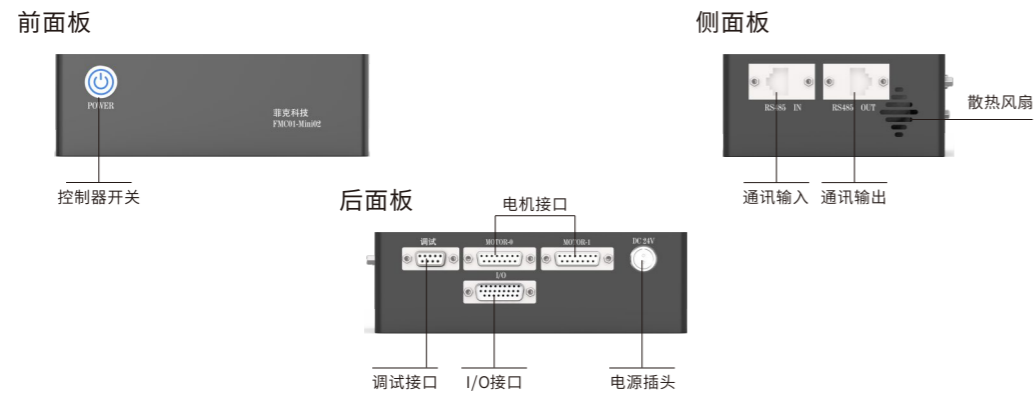 前面板
POWER
菲克科技
FMC01-Mini02
控制器开关
侧面板
RS485 IN
RS485 OUT
散热风扇
通讯输入
通讯输出
后面板
电机接口
调试
MOTOR-0
MOTOR-1
DC 24V
I/O
调试接口
I/O接口
电源插头